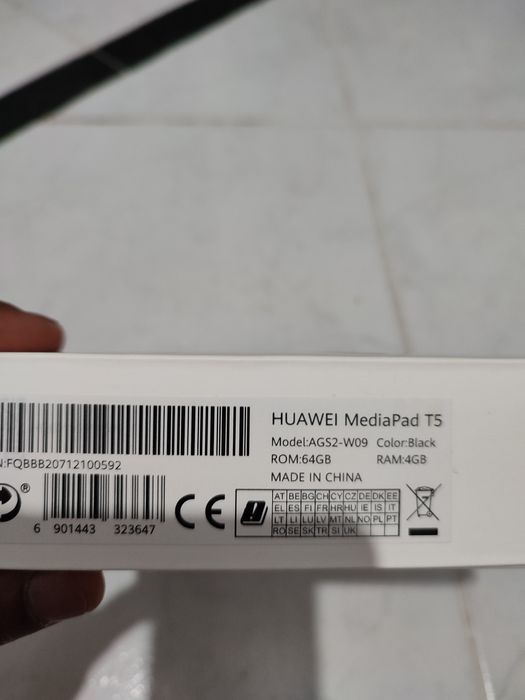 HUAWEI MediaPad T5
Model:AGS2-W09 Color:Black
ROM:64GB RAM:4GB
MADE IN CHINA
N:FQBBB20712100592
®
6 901443 323647
CE
AT BE BG CH CY CZ DE DK EE
EL ES FI FR HR HU IE IS IT
LT LI LU LV MT NL NO PL PT
RO SE SK TR SI UK